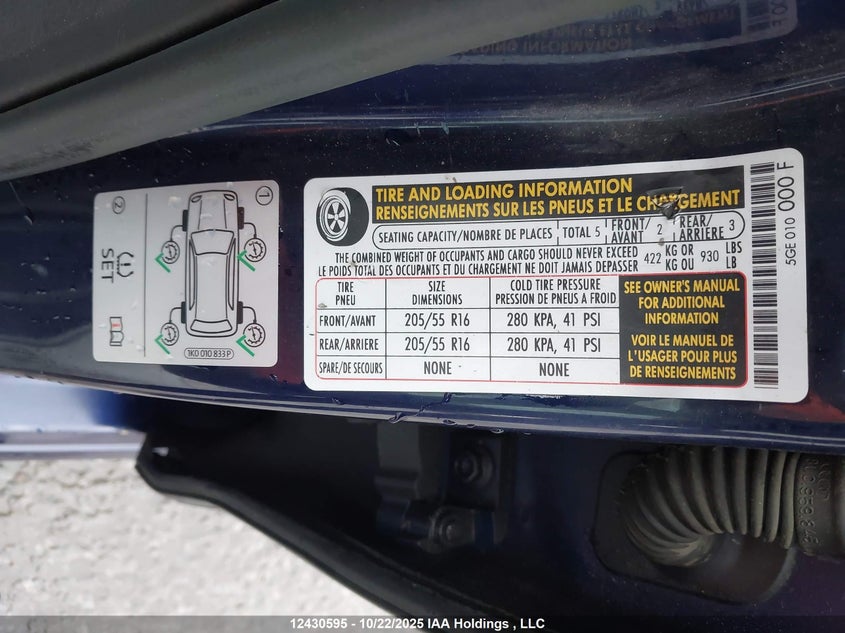 TIRE AND LOADING INFORMATION
RENSEIGNEMENTS SUR LES PNEUS ET LE CHARGEMENT
SEATING CAPACITY/NOMBRE DE PLACES TOTAL 5 FRONT/AVANT 2 REAR/ARRIERE 3
THE COMBINED WEIGHT OF OCCUPANTS AND CARGO SHOULD NEVER EXCEED 422 KG OR 930 LBS
LE POIDS TOTAL DES OCCUPANTS ET DU CHARGEMENT NE DOIT JAMAIS DEPASSER KG OU LB
TIRE PNEU
SIZE DIMENSIONS
COLD TIRE PRESSURE PRESSION DE PNEUS A FROID
FRONT/AVANT 205/55 R16 280 KPA, 41 PSI
REAR/ARRIERE 205/55 R16 280 KPA, 41 PSI
SPARE/DE SECOURS NONE NONE
SEE OWNER'S MANUAL
FOR ADDITIONAL
INFORMATION
VOIR LE MANUEL DE
L'USAGER POUR PLUS
DE RENSEIGNEMENTS
5GE 010 000 F
1
2
SET
1K0 010 833 P
12430595 - 10/22/2025 IAA Holdings , LLC